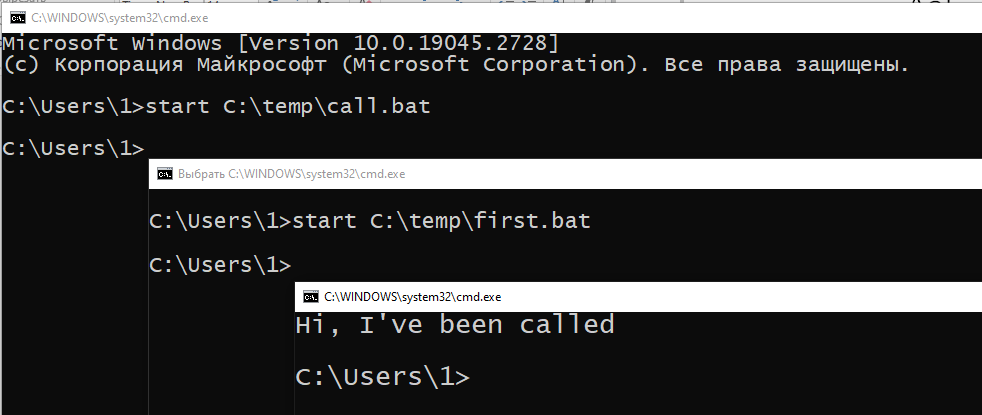 C:\WINDOWS\system32\cmd.exe
Microsoft Windows [Version 10.0.19045.2728]
(c) Корпорация Майкрософт (Microsoft Corporation). Все права защищены.
C:\Users\1>start C:\temp\call.bat
C:\Users\1>
Выбрать C:\WINDOWS\system32\cmd.exe
C:\Users\1>start C:\temp\first.bat
C:\Users\1>
C:\WINDOWS\system32\cmd.exe
Hi, I've been called
C:\Users\1>